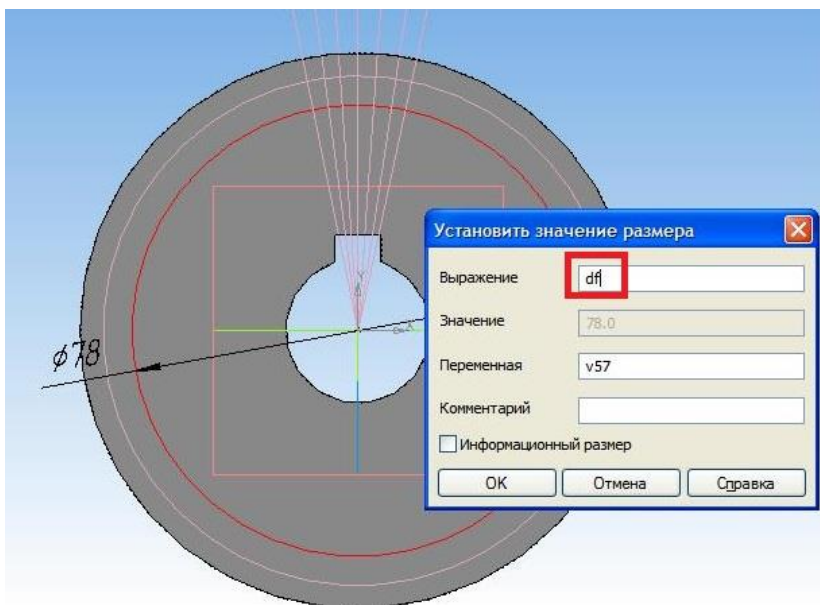 Установить значение размера
Выражение df
Значение 78.0
Переменная v57
Комментарий
Информационный размер
OK Отмена Справка
Y
X
ϕ78